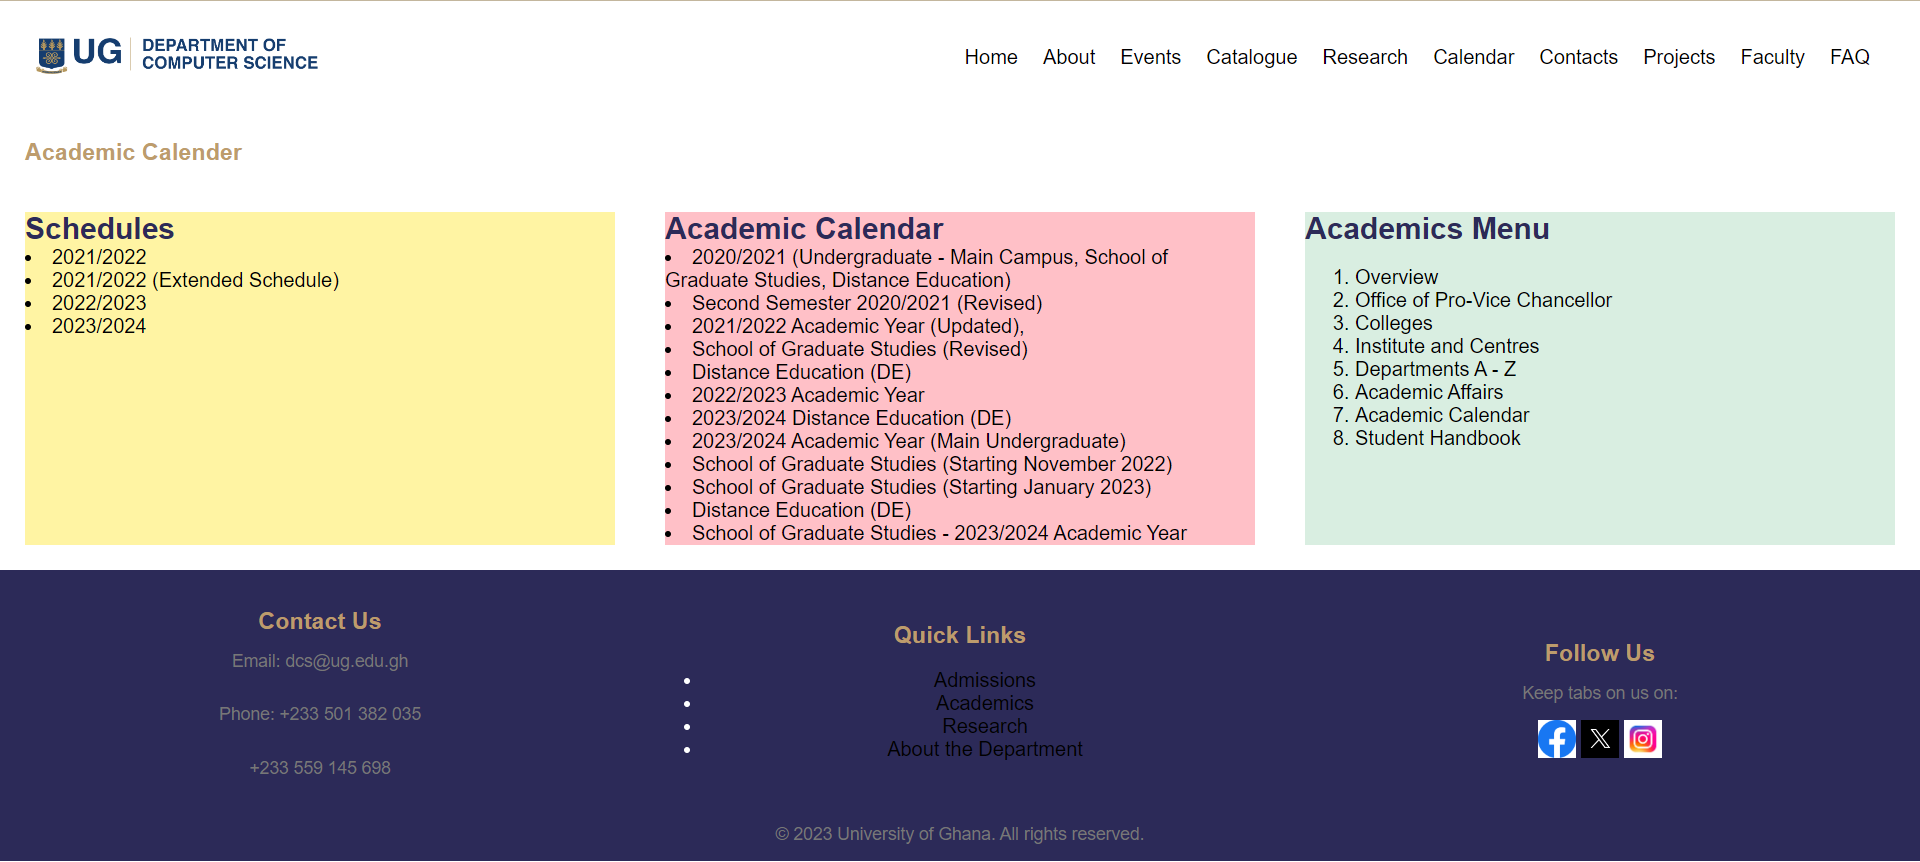 UG DEPARTMENT OF
COMPUTER SCIENCE
Home About Events Catalogue Research Calendar Contacts Projects Faculty FAQ
Academic Calender
Schedules
2021/2022
2021/2022 (Extended Schedule)
2022/2023
2023/2024
Academic Calendar
2020/2021 (Undergraduate - Main Campus, School of
Graduate Studies, Distance Education)
Second Semester 2020/2021 (Revised)
2021/2022 Academic Year (Updated),
School of Graduate Studies (Revised)
Distance Education (DE)
2022/2023 Academic Year
2023/2024 Distance Education (DE)
2023/2024 Academic Year (Main Undergraduate)
School of Graduate Studies (Starting November 2022)
School of Graduate Studies (Starting January 2023)
Distance Education (DE)
School of Graduate Studies - 2023/2024 Academic Year
Academics Menu
1. Overview
2. Office of Pro-Vice Chancellor
3. Colleges
4. Institute and Centres
5. Departments A - Z
6. Academic Affairs
7. Academic Calendar
8. Student Handbook
Contact Us
Email: dcs@ug.edu.gh
Phone: +233 501 382 035
+233 559 145 698
Quick Links
Admissions
Academics
Research
About the Department
Follow Us
Keep tabs on us on:
© 2023 University of Ghana. All rights reserved.